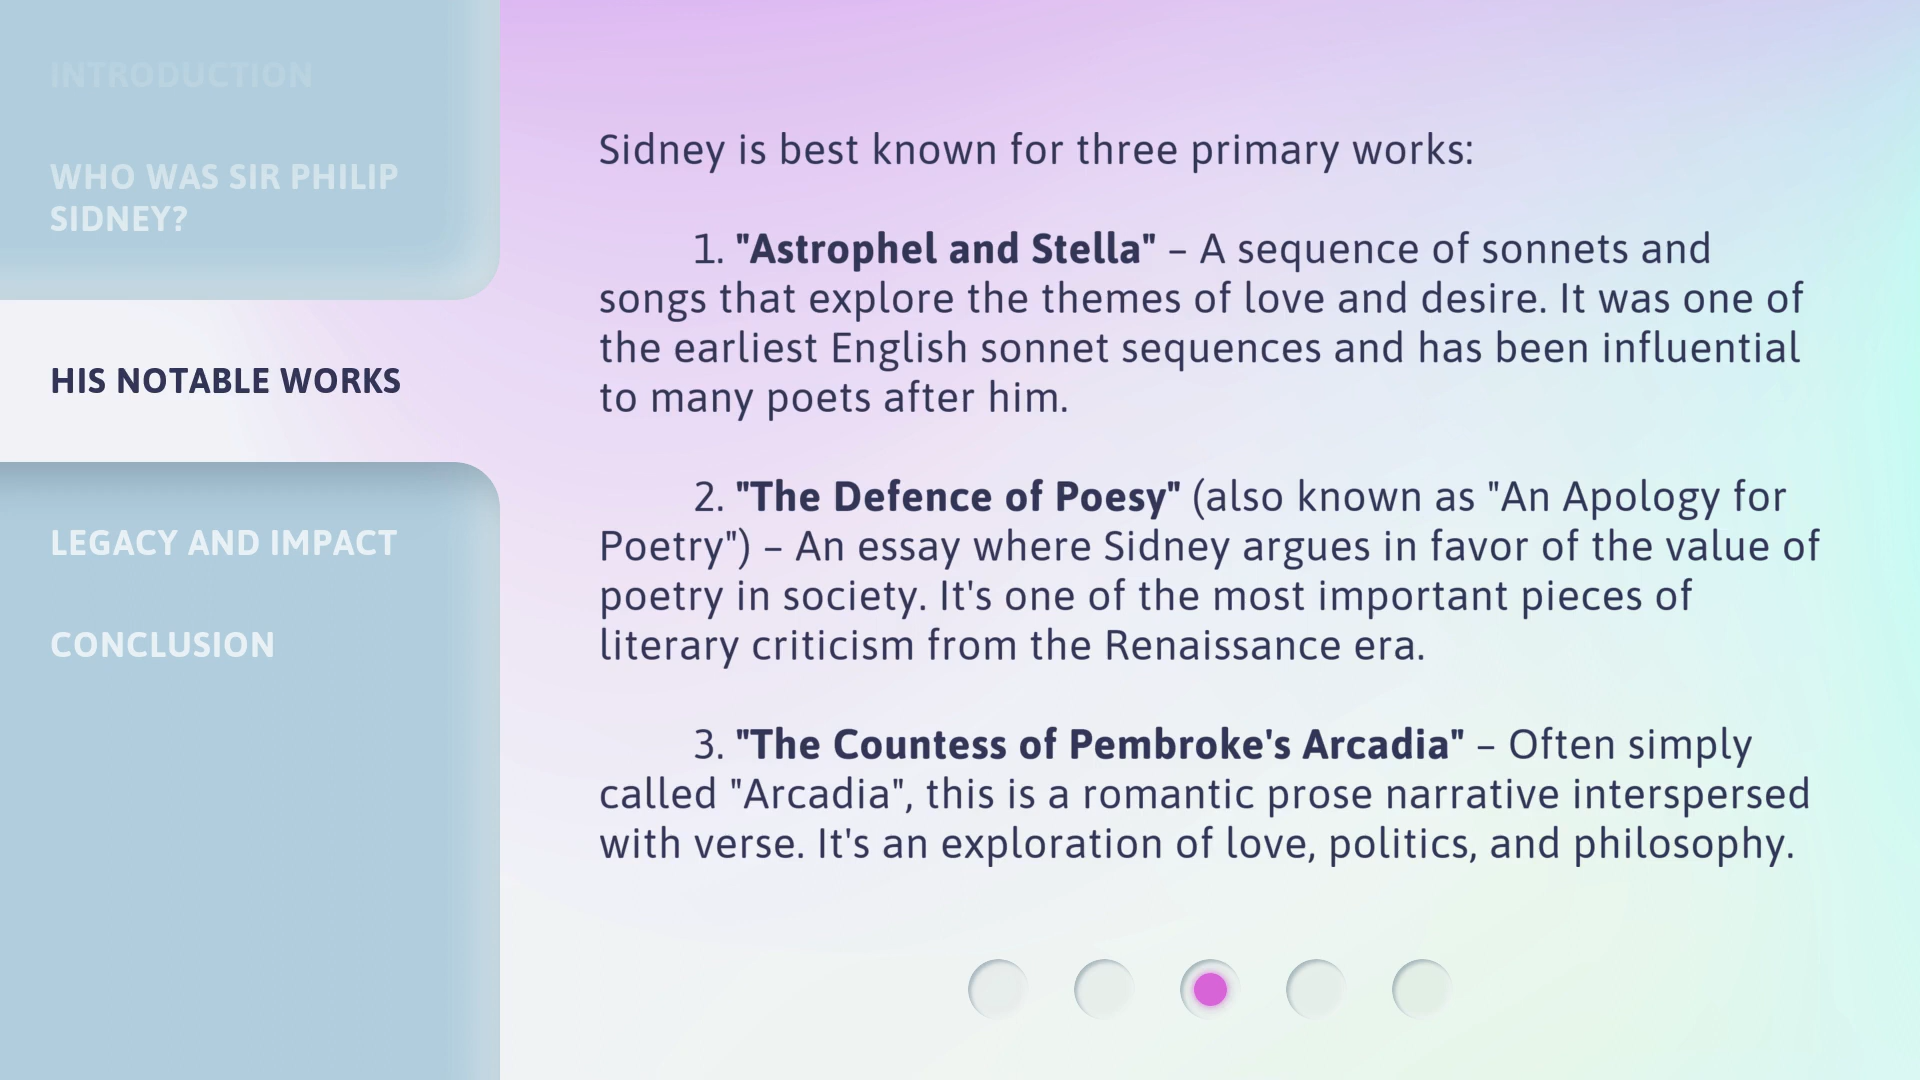 INTRODUCTION
WHO WAS SIR PHILIP
SIDNEY?
HIS NOTABLE WORKS
LEGACY AND IMPACT
CONCLUSION
Sidney is best known for three primary works:
1. "Astrophel and Stella" – A sequence of sonnets and
songs that explore the themes of love and desire. It was one of
the earliest English sonnet sequences and has been influential
to many poets after him.
2. "The Defence of Poesy" (also known as "An Apology for
Poetry") – An essay where Sidney argues in favor of the value of
poetry in society. It's one of the most important pieces of
literary criticism from the Renaissance era.
3. "The Countess of Pembroke's Arcadia" – Often simply
called "Arcadia", this is a romantic prose narrative interspersed
with verse. It's an exploration of love, politics, and philosophy.